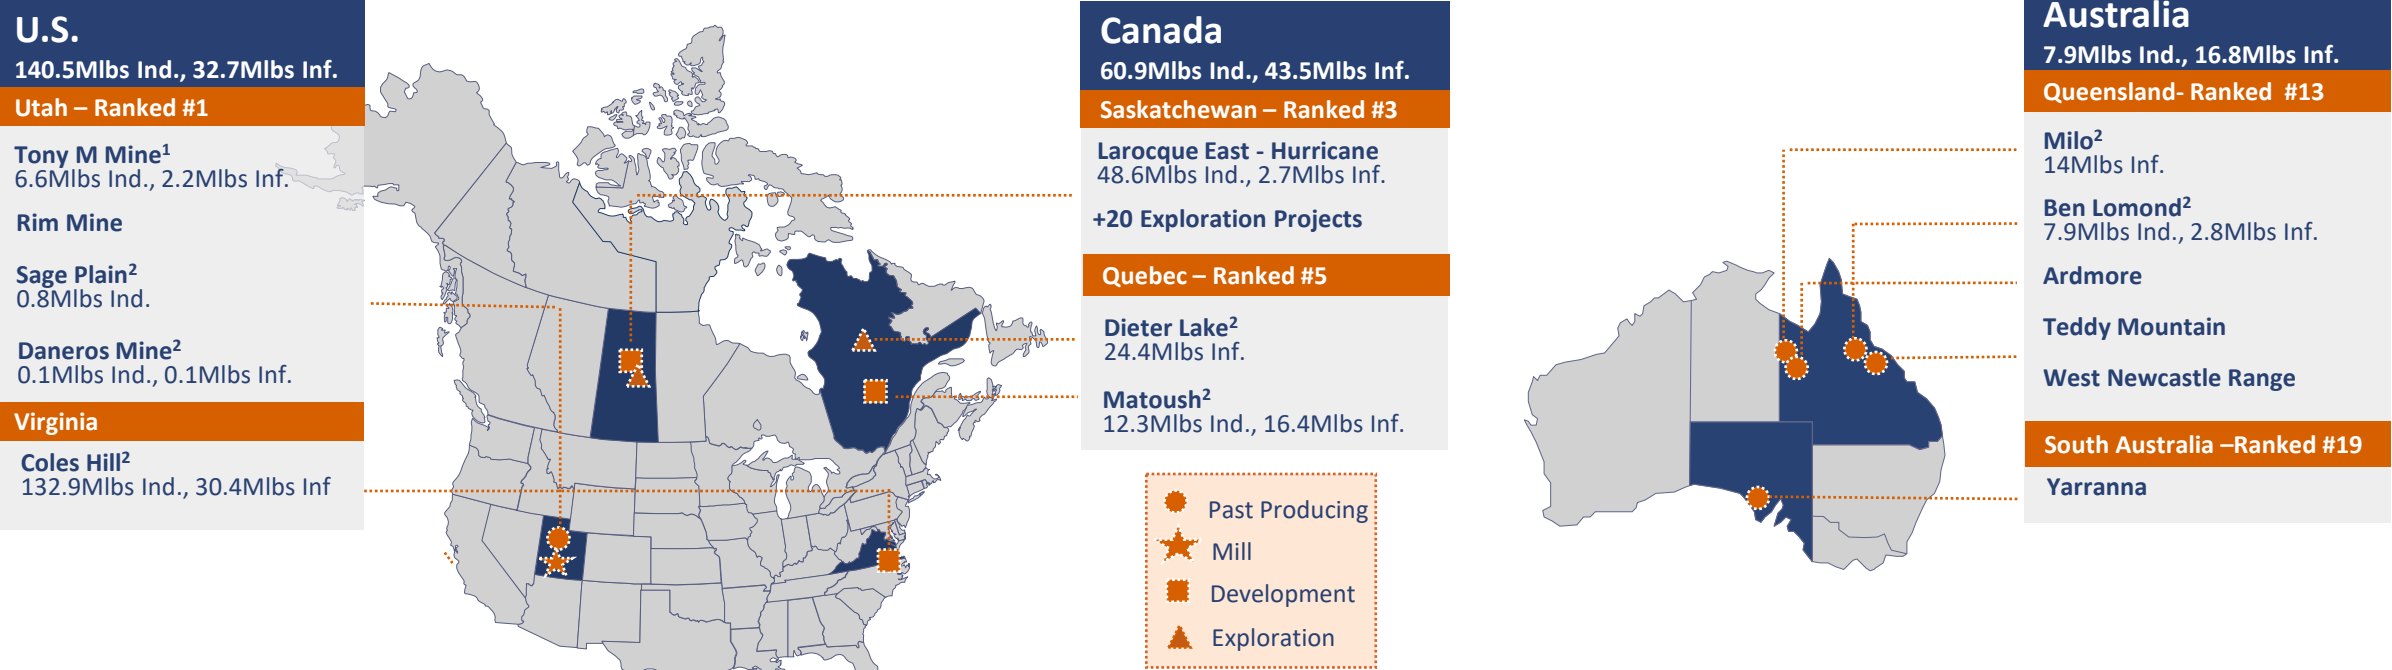 U.S.
140.5Mlbs Ind., 32.7Mlbs Inf.
Utah – Ranked #1
Tony M Mine¹
6.6Mlbs Ind., 2.2Mlbs Inf.
Rim Mine
Sage Plain²
0.8Mlbs Ind.
Daneros Mine²
0.1Mlbs Ind., 0.1Mlbs Inf.
Virginia
Coles Hill²
132.9Mlbs Ind., 30.4Mlbs Inf
Canada
60.9Mlbs Ind., 43.5Mlbs Inf.
Saskatchewan – Ranked #3
Larocque East - Hurricane
48.6Mlbs Ind., 2.7Mlbs Inf.
+20 Exploration Projects
Quebec – Ranked #5
Dieter Lake²
24.4Mlbs Inf.
Matoush²
12.3Mlbs Ind., 16.4Mlbs Inf.
Past Producing
Mill
Development
Exploration
Australia
7.9Mlbs Ind., 16.8Mlbs Inf.
Queensland- Ranked #13
Milo²
14Mlbs Inf.
Ben Lomond²
7.9Mlbs Ind., 2.8Mlbs Inf.
Ardmore
Teddy Mountain
West Newcastle Range
South Australia –Ranked #19
Yarranna